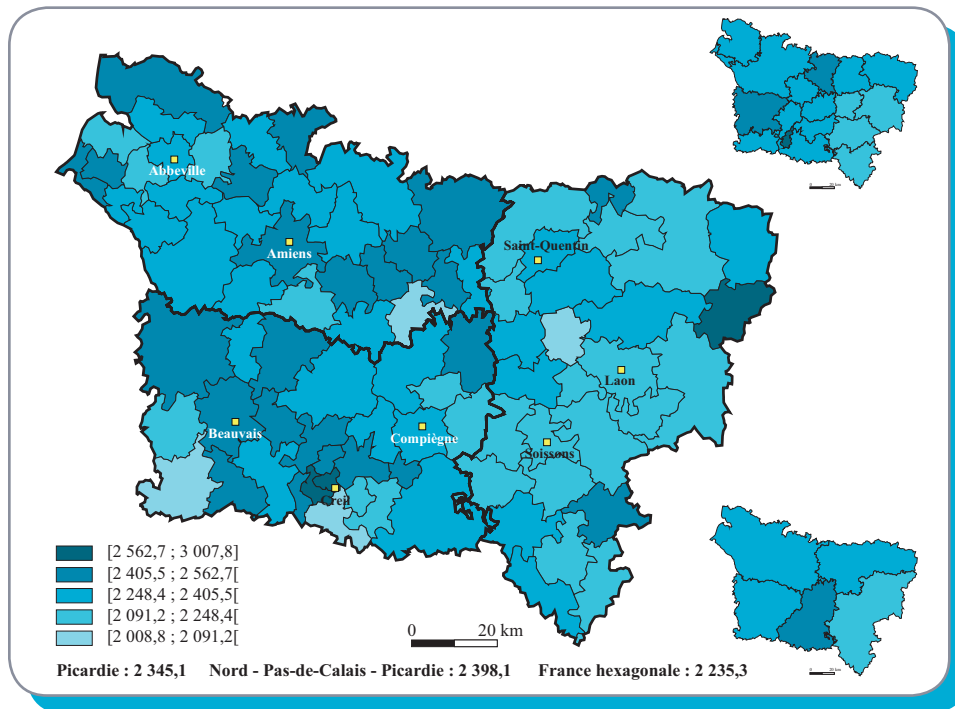 Abbeville
Amiens
Saint-Quentin
Laon
Beauvais
Compiègne
Soissons
Creil
[2 562,7 ; 3 007,8]
[2 405,5 ; 2 562,7[
[2 248,4 ; 2 405,5[
[2 091,2 ; 2 248,4[
[2 008,8 ; 2 091,2[
0 20 km
Picardie : 2 345,1 Nord - Pas-de-Calais - Picardie : 2 398,1 France hexagonale : 2 235,3